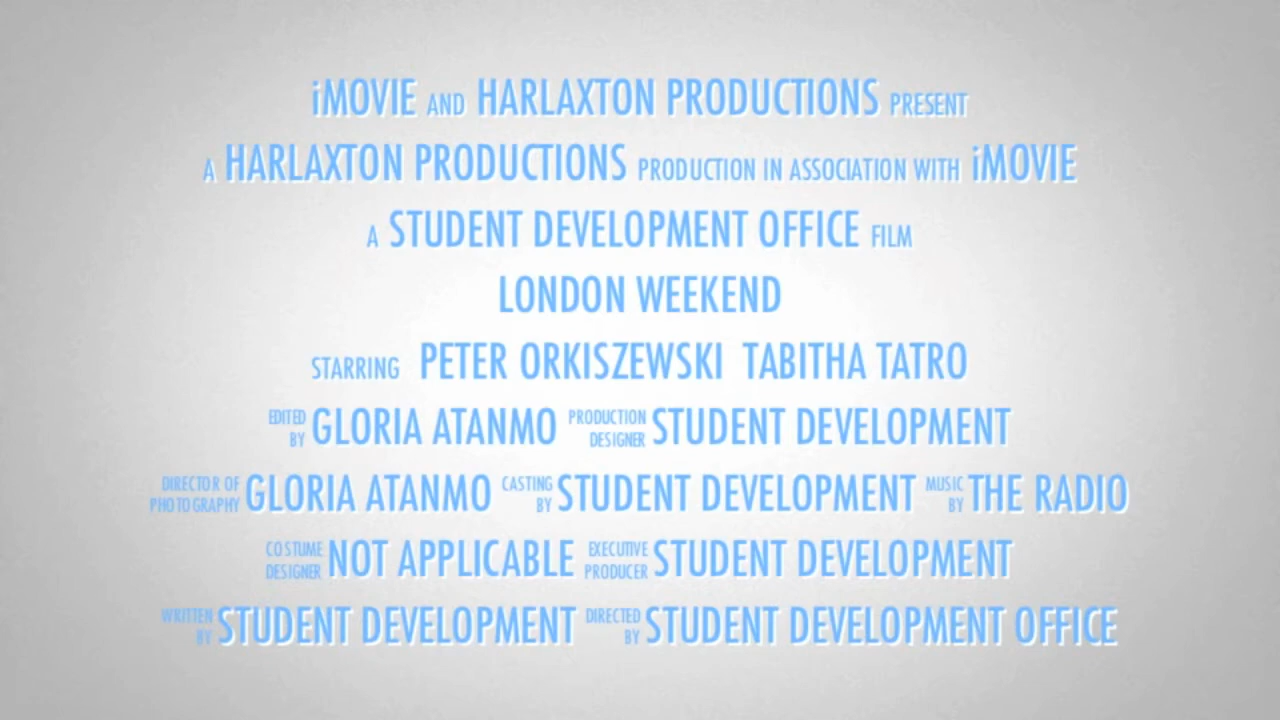 iMOVIE AND HARLAXTON PRODUCTIONS PRESENT
A HARLAXTON PRODUCTIONS PRODUCTION IN ASSOCIATION WITH iMOVIE
A STUDENT DEVELOPMENT OFFICE FILM
LONDON WEEKEND
STARRING PETER ORKISZEWSKI TABITHA TATRO
EDITED BY GLORIA ATANMO PRODUCTION DESIGNER STUDENT DEVELOPMENT
DIRECTOR OF PHOTOGRAPHY GLORIA ATANMO CASTING BY STUDENT DEVELOPMENT MUSIC BY THE RADIO
COSTUME DESIGNER NOT APPLICABLE EXECUTIVE PRODUCER STUDENT DEVELOPMENT
WRITTEN BY STUDENT DEVELOPMENT DIRECTED BY STUDENT DEVELOPMENT OFFICE